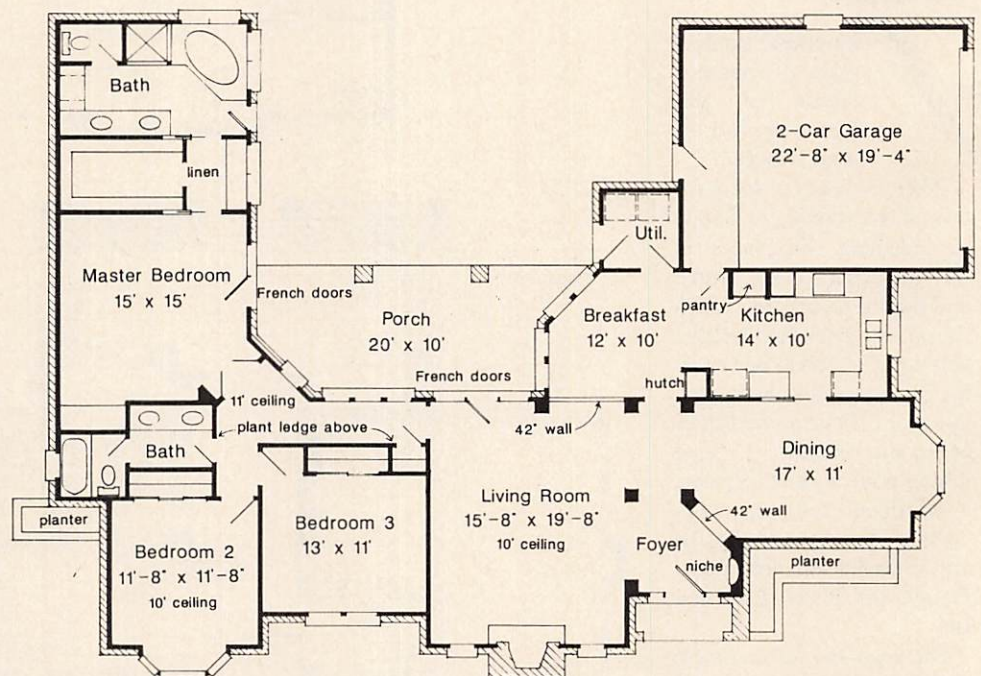 Bath
linen
Master Bedroom
15' x 15'
French doors
Porch
20' x 10'
French doors
Util.
2-Car Garage
22'-8" x 19'-4"
pantry
Breakfast
12' x 10'
Kitchen
14' x 10'
hutch
11' ceiling
plant ledge above
42" wall
Bath
Dining
17' x 11'
planter
Bedroom 2
11'-8" x 11'-8"
10' ceiling
Bedroom 3
13' x 11'
Living Room
15'-8" x 19'-8"
10' ceiling
42" wall
Foyer
niche
planter